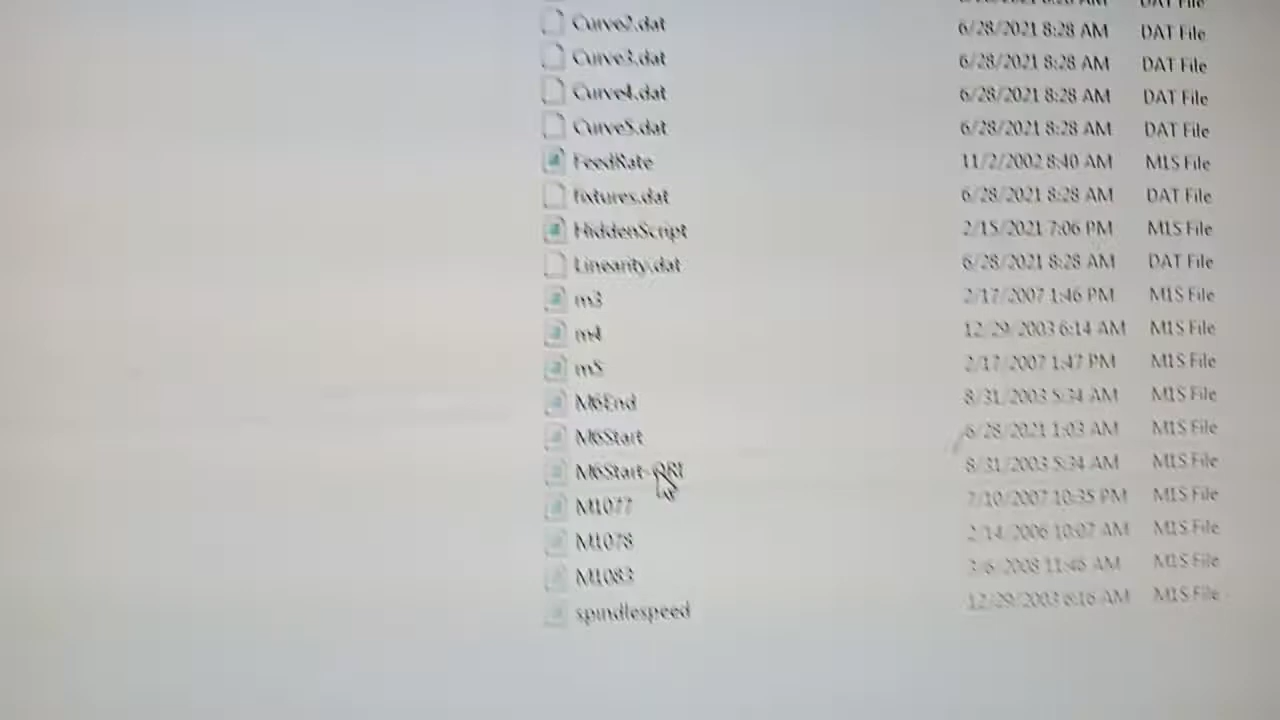 DAT File
Curve2.dat 6/28/2021 8:28 AM DAT File
Curve3.dat 6/28/2021 8:28 AM DAT File
Curve4.dat 6/28/2021 8:28 AM DAT File
Curve5.dat 6/28/2021 8:28 AM DAT File
FeedRate 11/2/2002 8:40 AM M1S File
fixtures.dat 6/28/2021 8:28 AM DAT File
HiddenScript 2/15/2021 7:06 PM M1S File
Linearity.dat 6/28/2021 8:28 AM DAT File
m3 2/17/2007 1:46 PM M1S File
m4 12/29/2003 6:14 AM M1S File
m5 2/17/2007 1:47 PM M1S File
M6End 8/31/2003 5:34 AM M1S File
M6Start 6/28/2021 1:03 AM M1S File
M6Start-ORI 8/31/2003 5:34 AM M1S File
M1077 7/10/2007 10:35 PM M1S File
M1078 2/14/2006 10:07 AM M1S File
M1083 3/6/2008 11:46 AM M1S File
spindlespeed 12/29/2003 6:16 AM M1S File